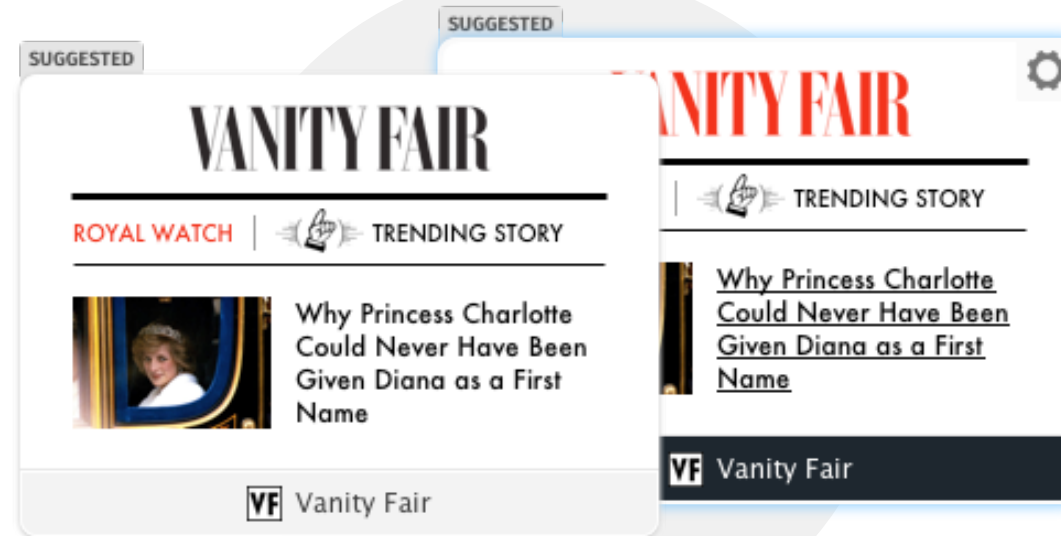 SUGGESTED
VANITY FAIR
ROYAL WATCH
TRENDING STORY
Why Princess Charlotte
Could Never Have Been
Given Diana as a First
Name
VF Vanity Fair
SUGGESTED
VANITY FAIR
TRENDING STORY
Why Princess Charlotte
Could Never Have Been
Given Diana as a First
Name
VF Vanity Fair